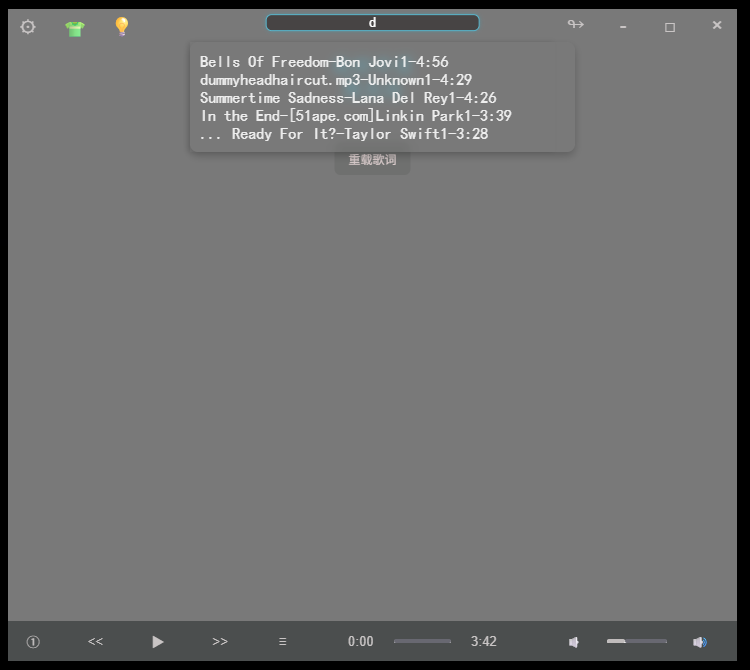 d
Bells Of Freedom-Bon Jovi1-4:56
dummyheadhaircut.mp3-Unknown1-4:29
Summertime Sadness-Lana Del Rey1-4:26
In the End-[51ape.com]Linkin Park1-3:39
... Ready For It?-Taylor Swift1-3:28
重载歌词
① << >> 0:00 3:42